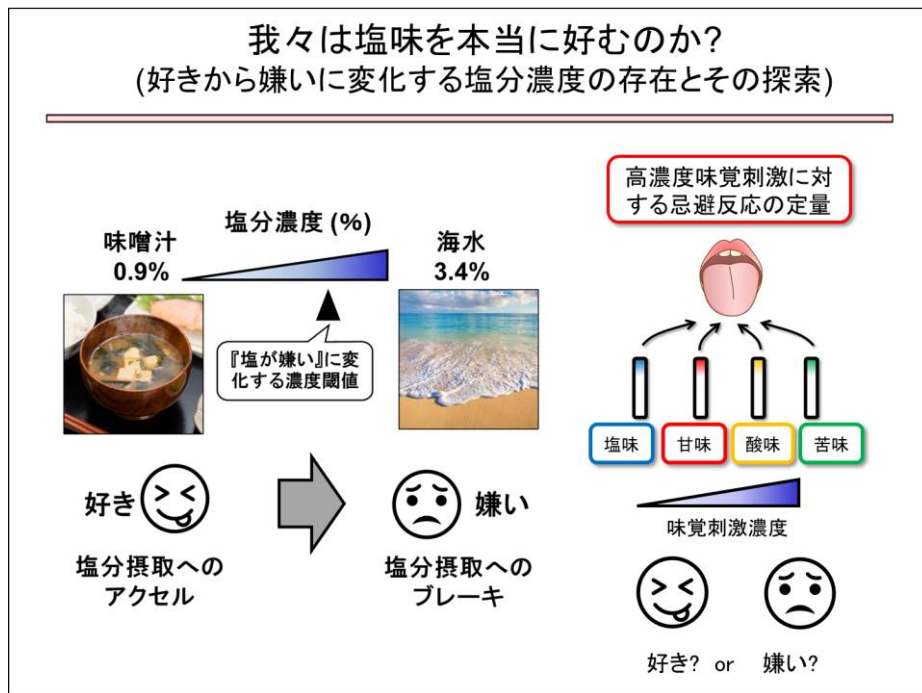 我々は塩味を本当に好むのか?
(好きから嫌いに変化する塩分濃度の存在とその探索)
塩分濃度 (%)
味噌汁
0.9%
海水
3.4%
『塩が嫌い』に変
化する濃度閾値
好き
嫌い
塩分摂取への
アクセル
塩分摂取への
ブレーキ
高濃度味覚刺激に対
する忌避反応の定量
塩味
甘味
酸味
苦味
味覚刺激濃度
好き? or 嫌い?